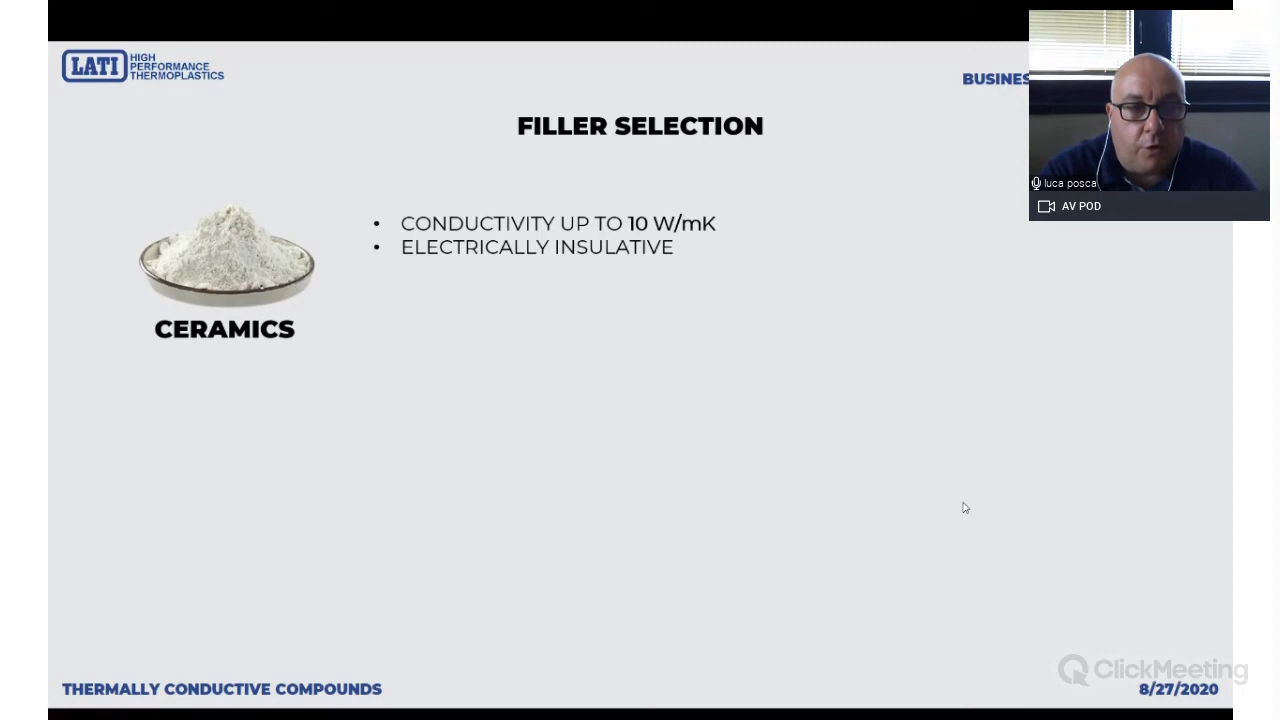 LATI HIGH
PERFORMANCE
THERMOPLASTICS
BUSINES
FILLER SELECTION
• CONDUCTIVITY UP TO 10 W/mK
• ELECTRICALLY INSULATIVE
CERAMICS
luca posca
AV POD
ClickMeeting
THERMALLY CONDUCTIVE COMPOUNDS
8/27/2020